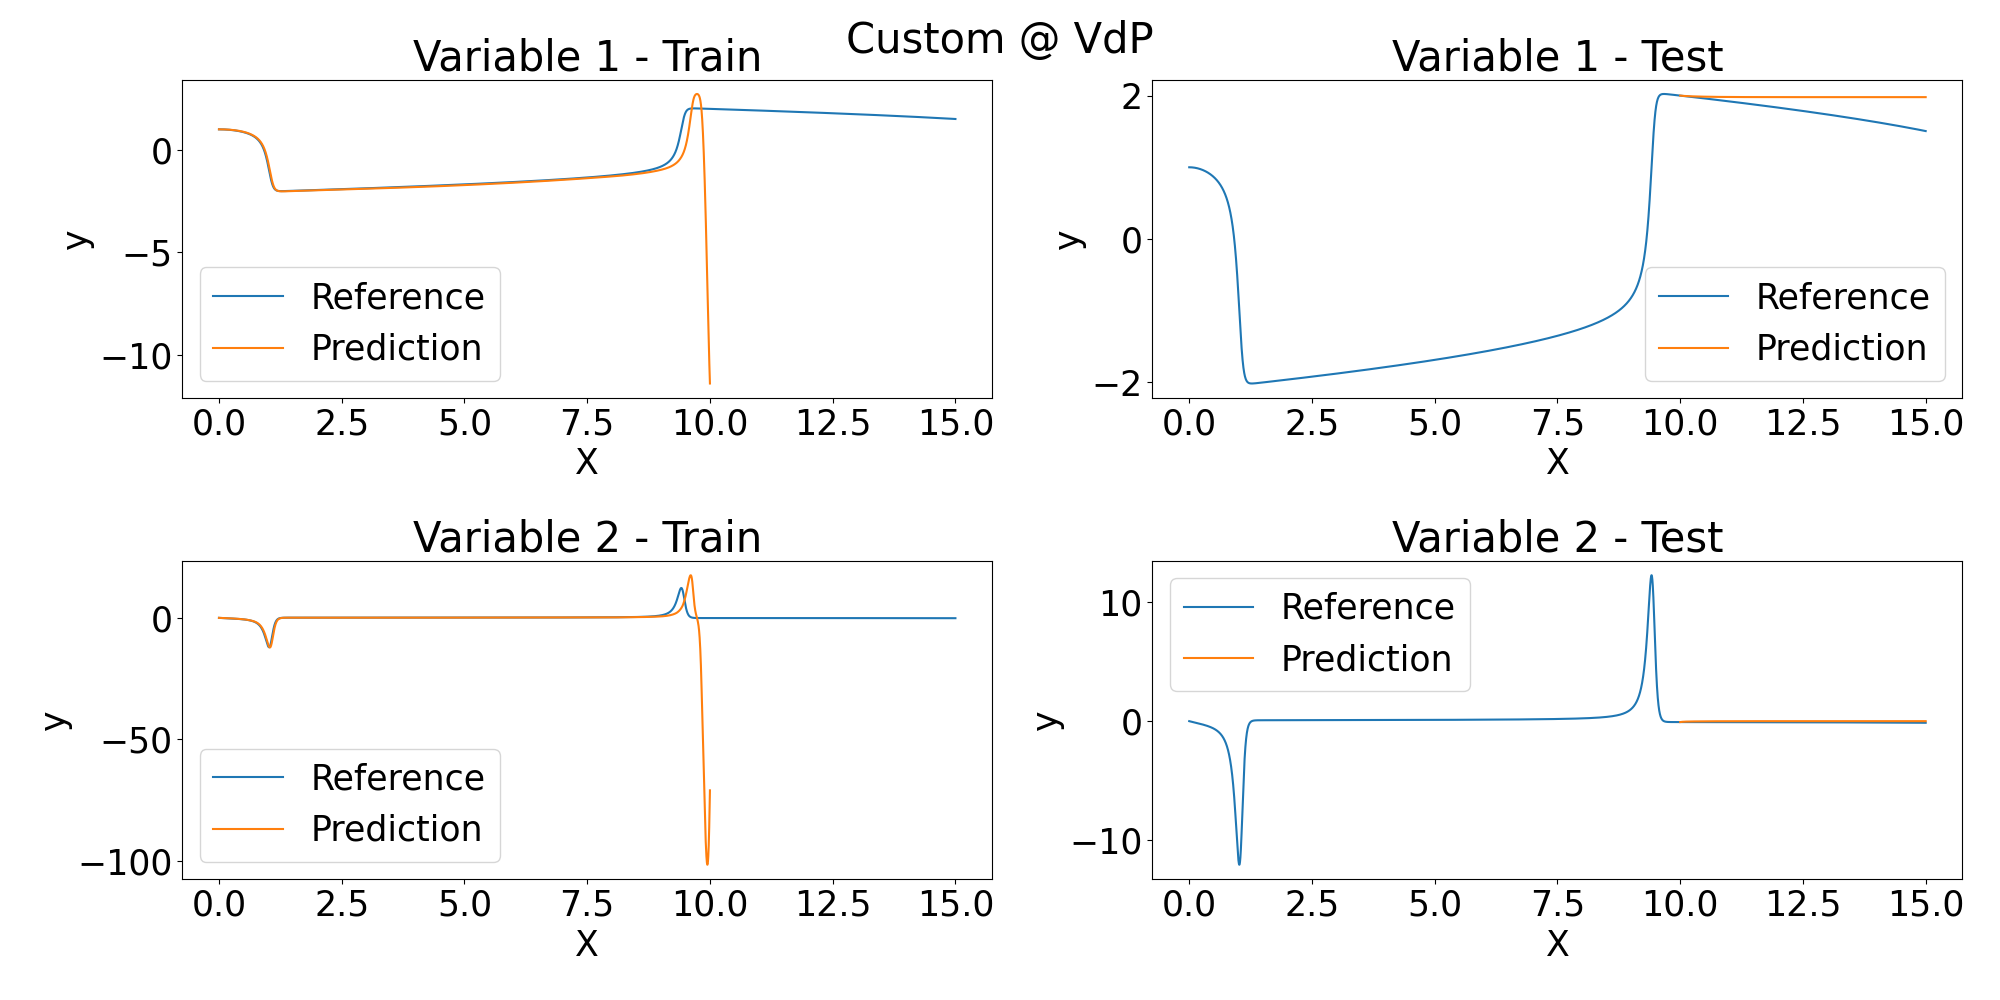 Custom @ VdP
Variable 1 - Train
0
−5
−10
y
Reference
Prediction
0.0 2.5 5.0 7.5 10.0 12.5 15.0
X
Variable 1 - Test
2
0
−2
y
Reference
Prediction
0.0 2.5 5.0 7.5 10.0 12.5 15.0
X
Variable 2 - Train
0
−50
−100
y
Reference
Prediction
0.0 2.5 5.0 7.5 10.0 12.5 15.0
X
Variable 2 - Test
10
0
−10
y
Reference
Prediction
0.0 2.5 5.0 7.5 10.0 12.5 15.0
X